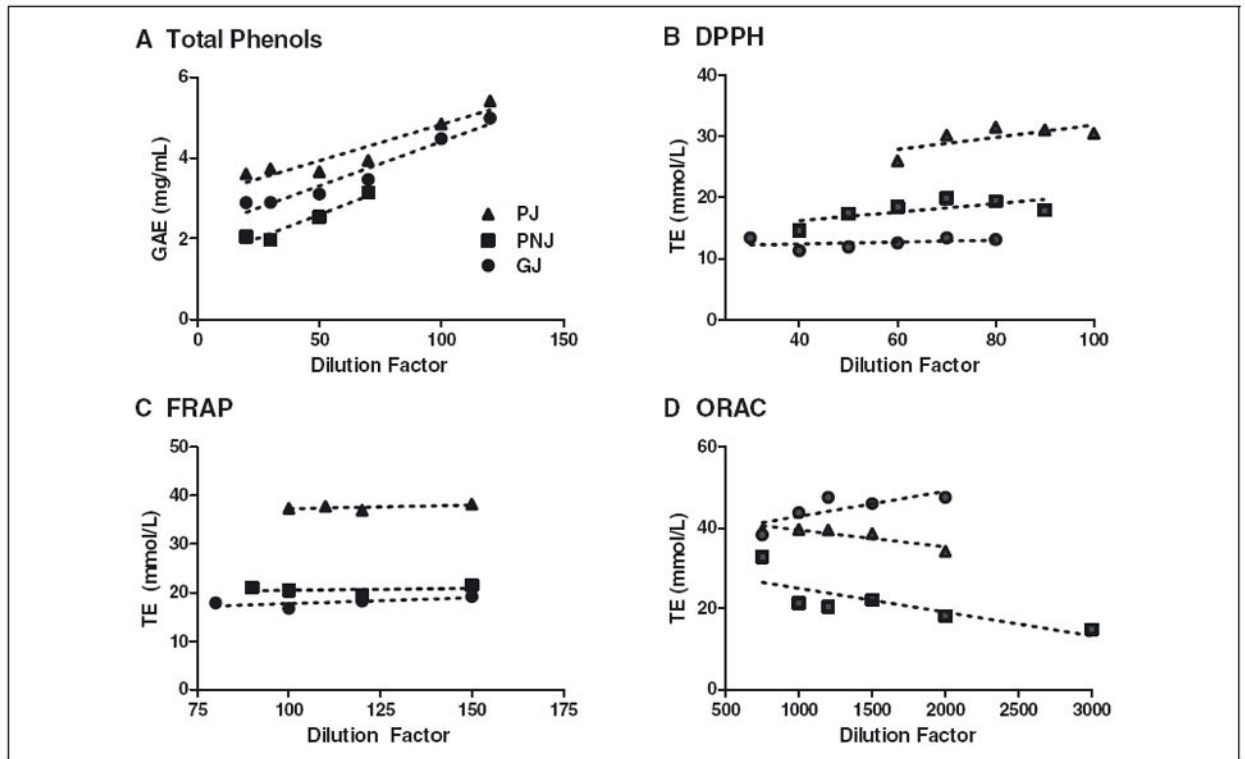 A Total Phenols
6
4
2
0
GAE (mg/mL)
PJ
PNJ
GJ
0 50 100 150
Dilution Factor
B DPPH
40
30
20
10
0
TE (mmol/L)
40 60 80 100
Dilution Factor
C FRAP
50
40
30
20
10
0
TE (mmol/L)
75 100 125 150 175
Dilution Factor
D ORAC
60
40
20
0
TE (mmol/L)
500 1000 1500 2000 2500 3000
Dilution Factor